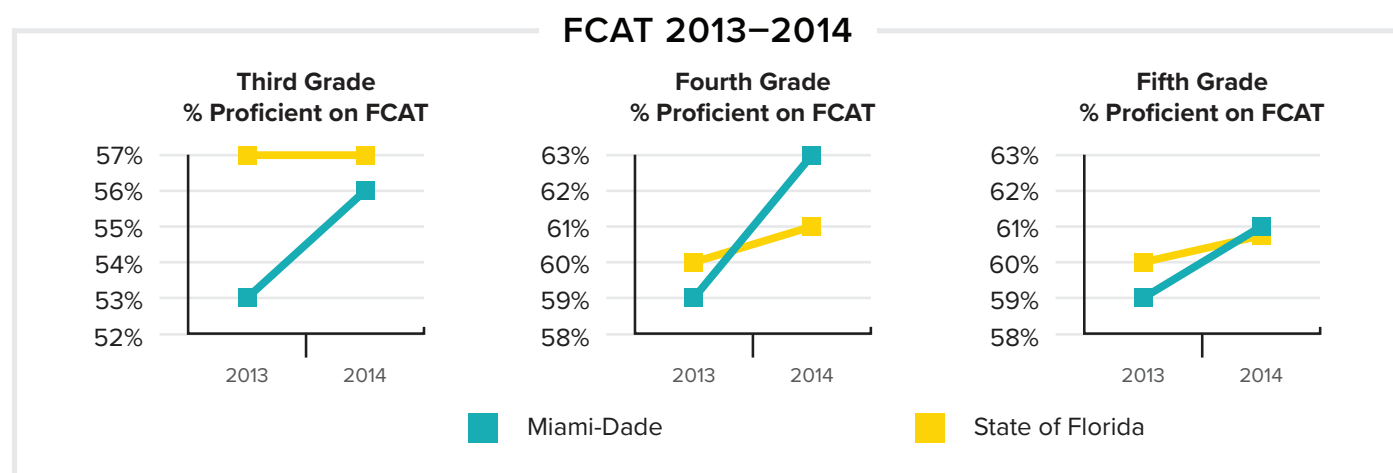 FCAT 2013–2014
Third Grade
% Proficient on FCAT
57%
56%
55%
54%
53%
52%
2013 2014
Fourth Grade
% Proficient on FCAT
63%
62%
61%
60%
59%
58%
2013 2014
Fifth Grade
% Proficient on FCAT
63%
62%
61%
60%
59%
58%
2013 2014
Miami-Dade
State of Florida